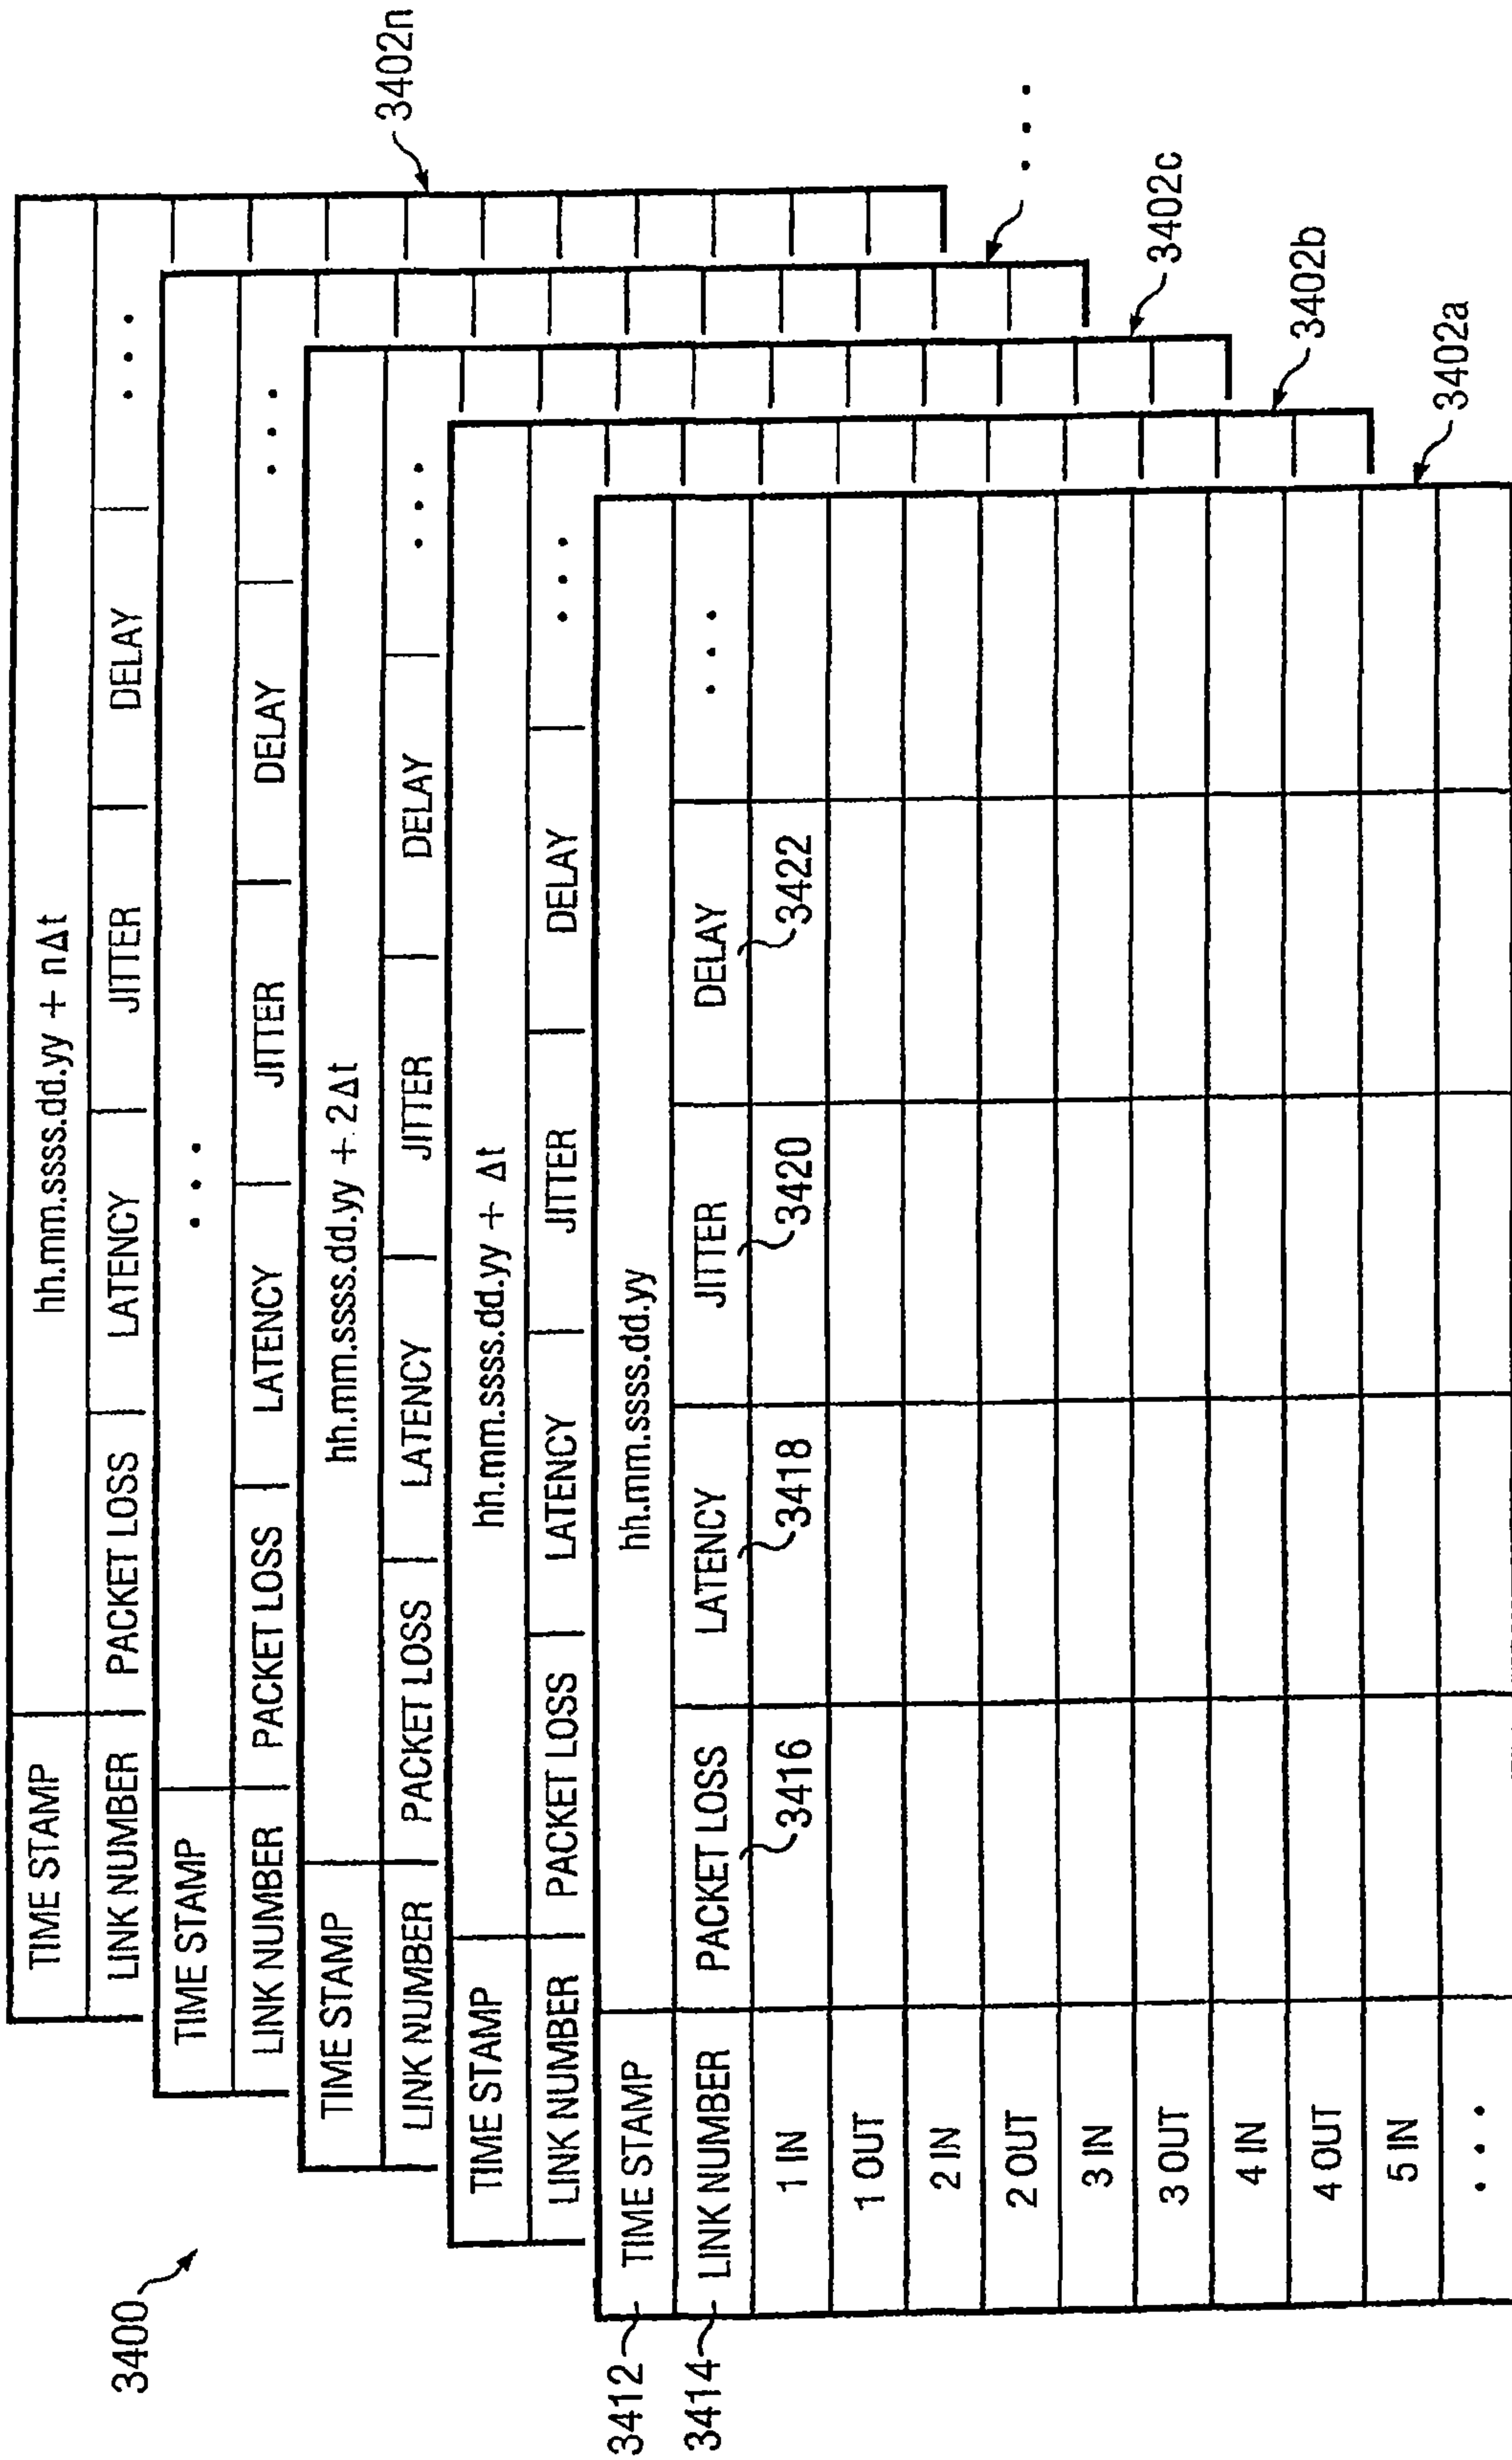 3400
TIME STAMP hh.mm.ssss.dd.yy + nΔt
LINK NUMBER PACKET LOSS LATENCY JITTER DELAY • • •
3402n
TIME STAMP • • •
LINK NUMBER PACKET LOSS LATENCY JITTER DELAY • • •
• • •
TIME STAMP hh.mm.ssss.dd.yy + 2Δt
LINK NUMBER PACKET LOSS LATENCY JITTER DELAY • • •
3402c
TIME STAMP hh.mm.ssss.dd.yy + Δt
LINK NUMBER PACKET LOSS LATENCY JITTER DELAY • • •
3402b
3412 TIME STAMP hh.mm.ssss.dd.yy
3414 LINK NUMBER PACKET LOSS LATENCY JITTER DELAY • • •
1 IN 3416 3418 3420 3422
1 OUT
2 IN
2 OUT
3 IN
3 OUT
4 IN
4 OUT
5 IN
3402a
• • •